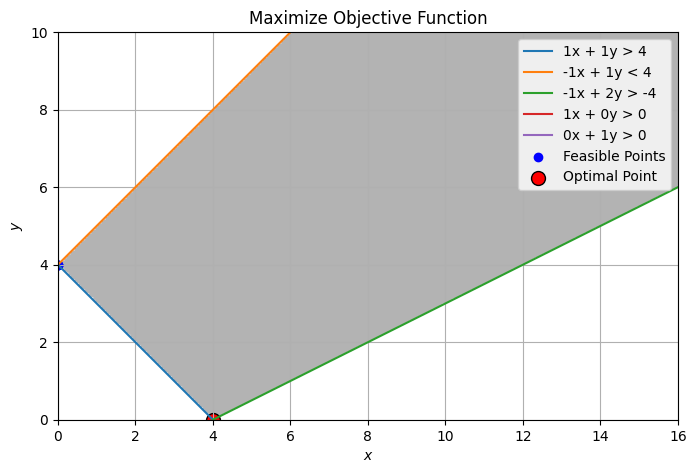 Maximize Objective Function
10
8
6
4
2
0
y
0 2 4 6 8 10 12 14 16
x
1x + 1y > 4
-1x + 1y < 4
-1x + 2y > -4
1x + 0y > 0
0x + 1y > 0
Feasible Points
Optimal Point